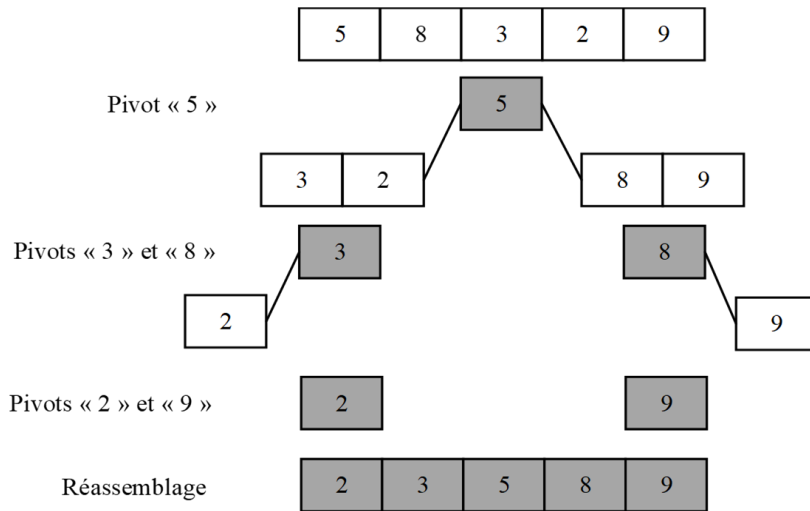 5 8 3 2 9
Pivot « 5 » 5
3 2 8 9
Pivots « 3 » et « 8 » 3 8
2 9
Pivots « 2 » et « 9 » 2 9
Réassemblage 2 3 5 8 9